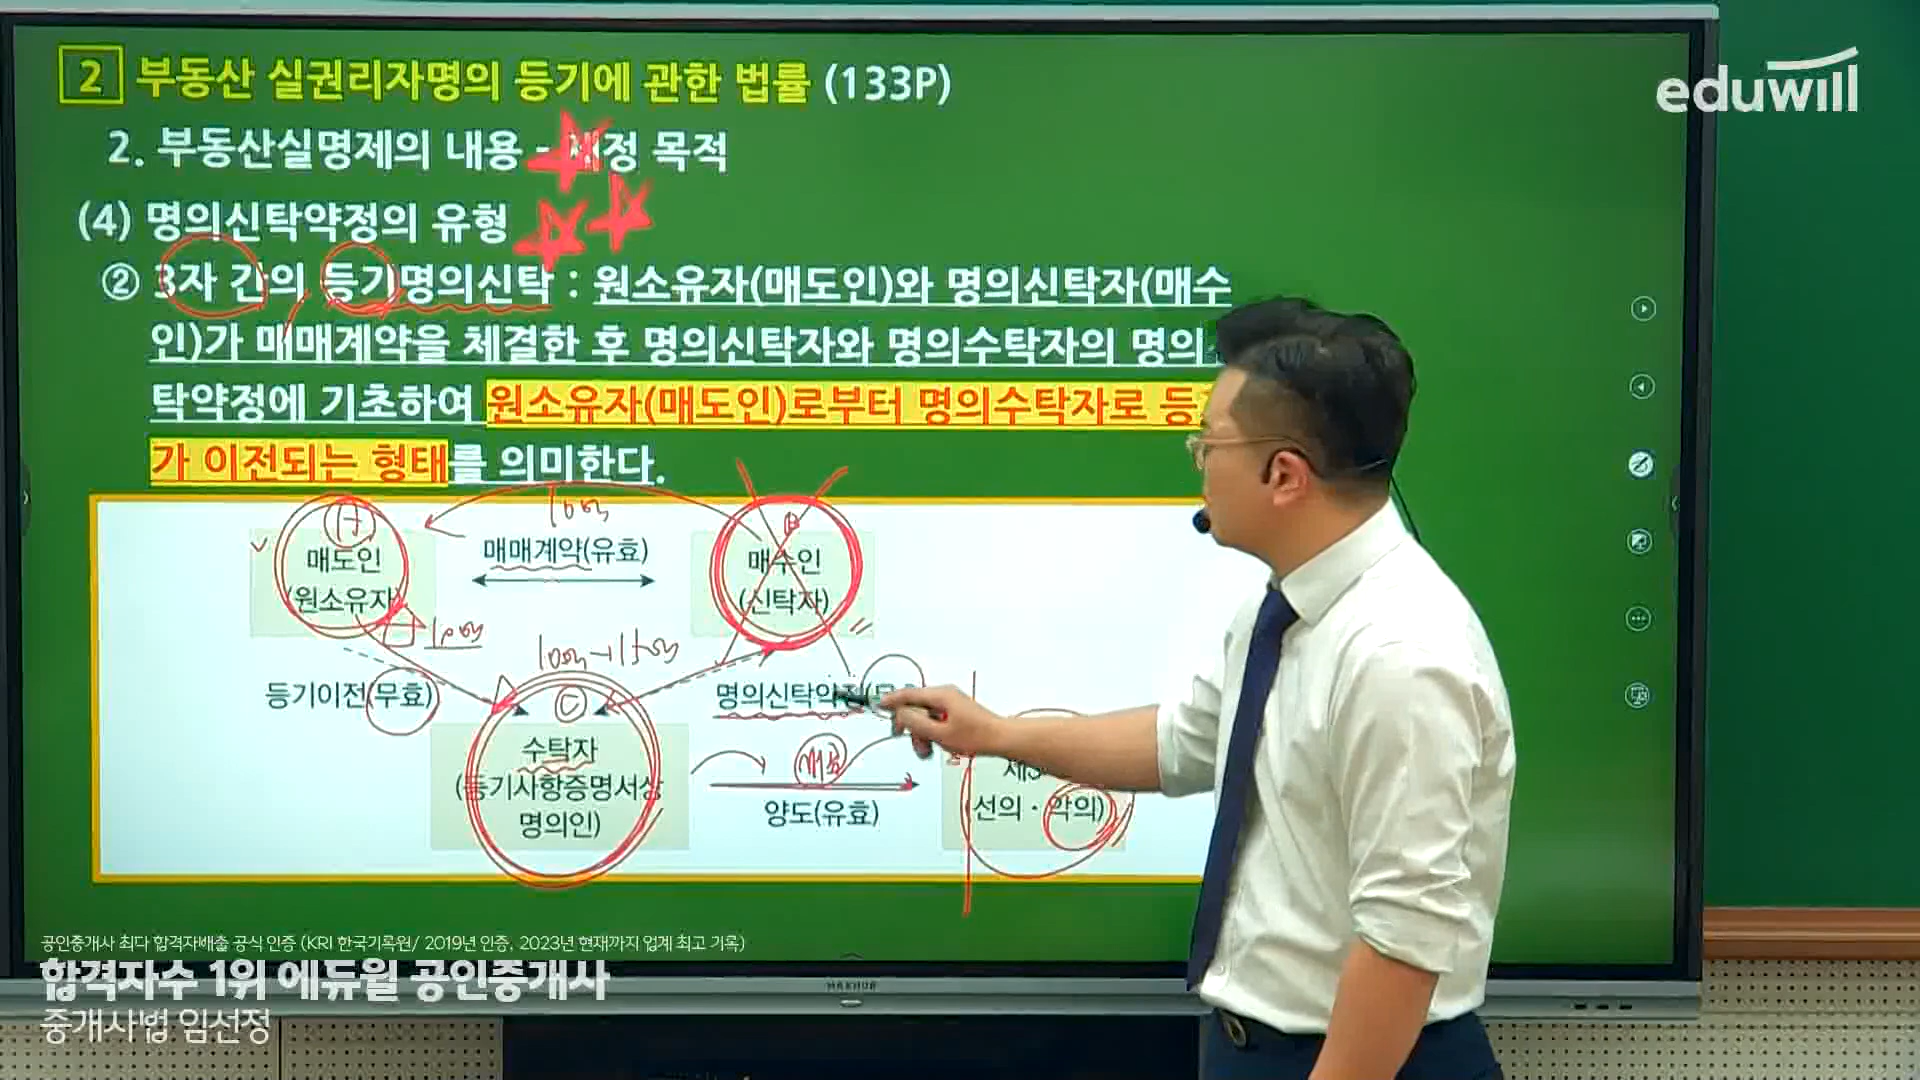 2 부동산 실권리자명의 등기에 관한 법률 (133P)
eduwill
2. 부동산실명제의 내용 - 제정 목적
(4) 명의신탁약정의 유형
② 3자 간의 등기명의신탁 : 원소유자(매도인)와 명의신탁자(매수
인)가 매매계약을 체결한 후 명의신탁자와 명의수탁자의 명의
탁약정에 기초하여 원소유자(매도인)로부터 명의수탁자로 등
가 이전되는 형태를 의미한다.
매도인
(원소유자)
매매계약(유효)
B
매수인
(신탁자)
등기이전(무효)
명의신탁약정
C
수탁자
(등기사항증명서상
명의인)
양도(유효)
제3
(선의 · 악의)
공인중개사 최다 합격자배출 공식 인증 (KRI 한국기록원/ 2019년 인증, 2023년 현재까지 업계 최고 기록)
합격자수 1위 에듀윌 공인중개사
중개사법 임선정